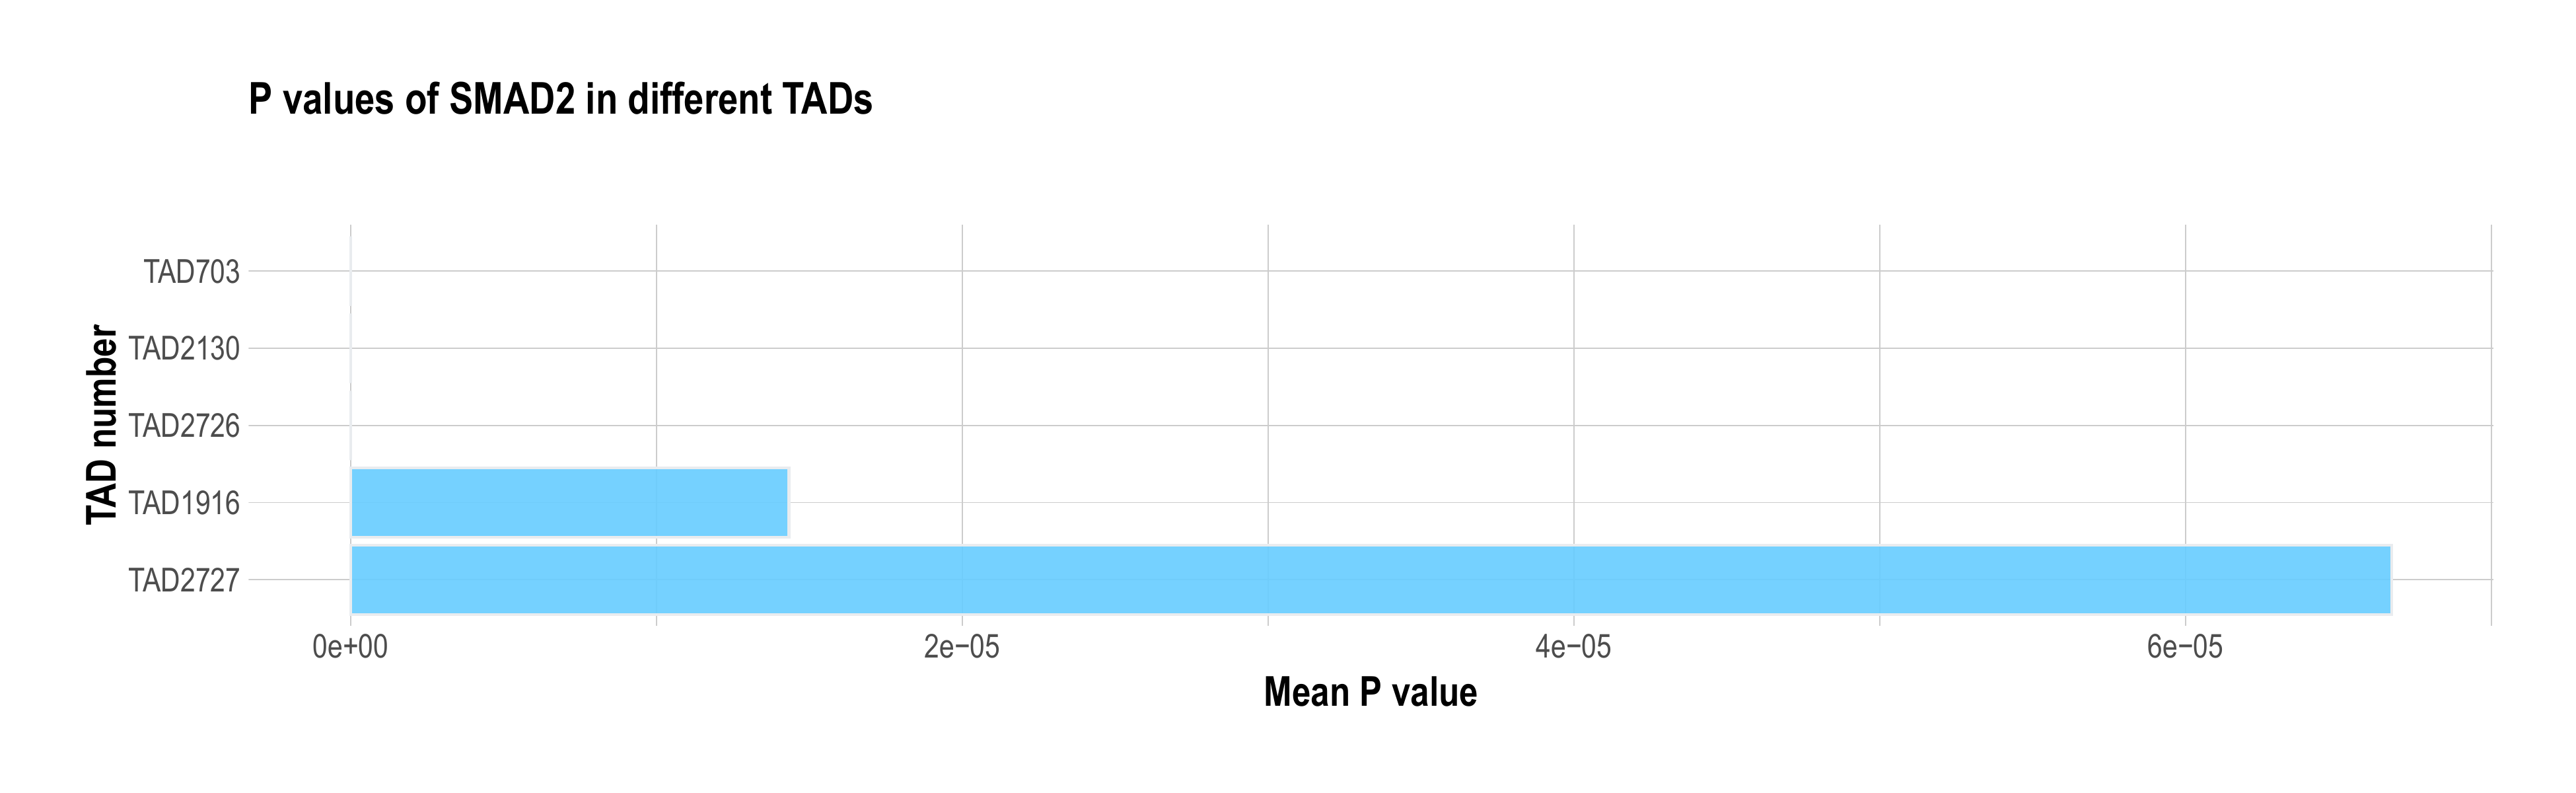 P values of SMAD2 in different TADs
TAD number
TAD703
TAD2130
TAD2726
TAD1916
TAD2727
0e+00 2e−05 4e−05 6e−05
Mean P value